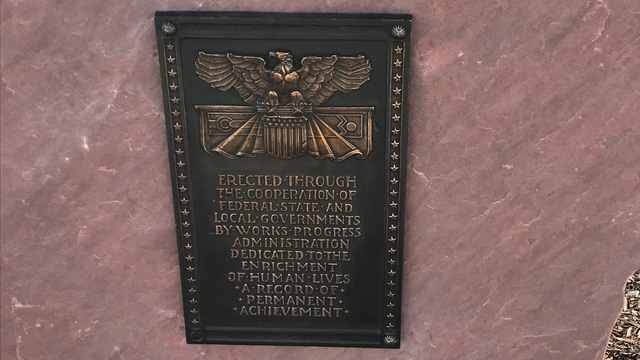 ERECTED·THROUGH
THE·COOPERATION·OF
FEDERAL·STATE·AND
LOCAL·GOVERNMENTS
BY·WORKS·PROGRESS
ADMINISTRATION
DEDICATED·TO·THE
ENRICHMENT
OF·HUMAN·LIVES
·A·RECORD·OF·
·PERMANENT·
·ACHIEVEMENT·